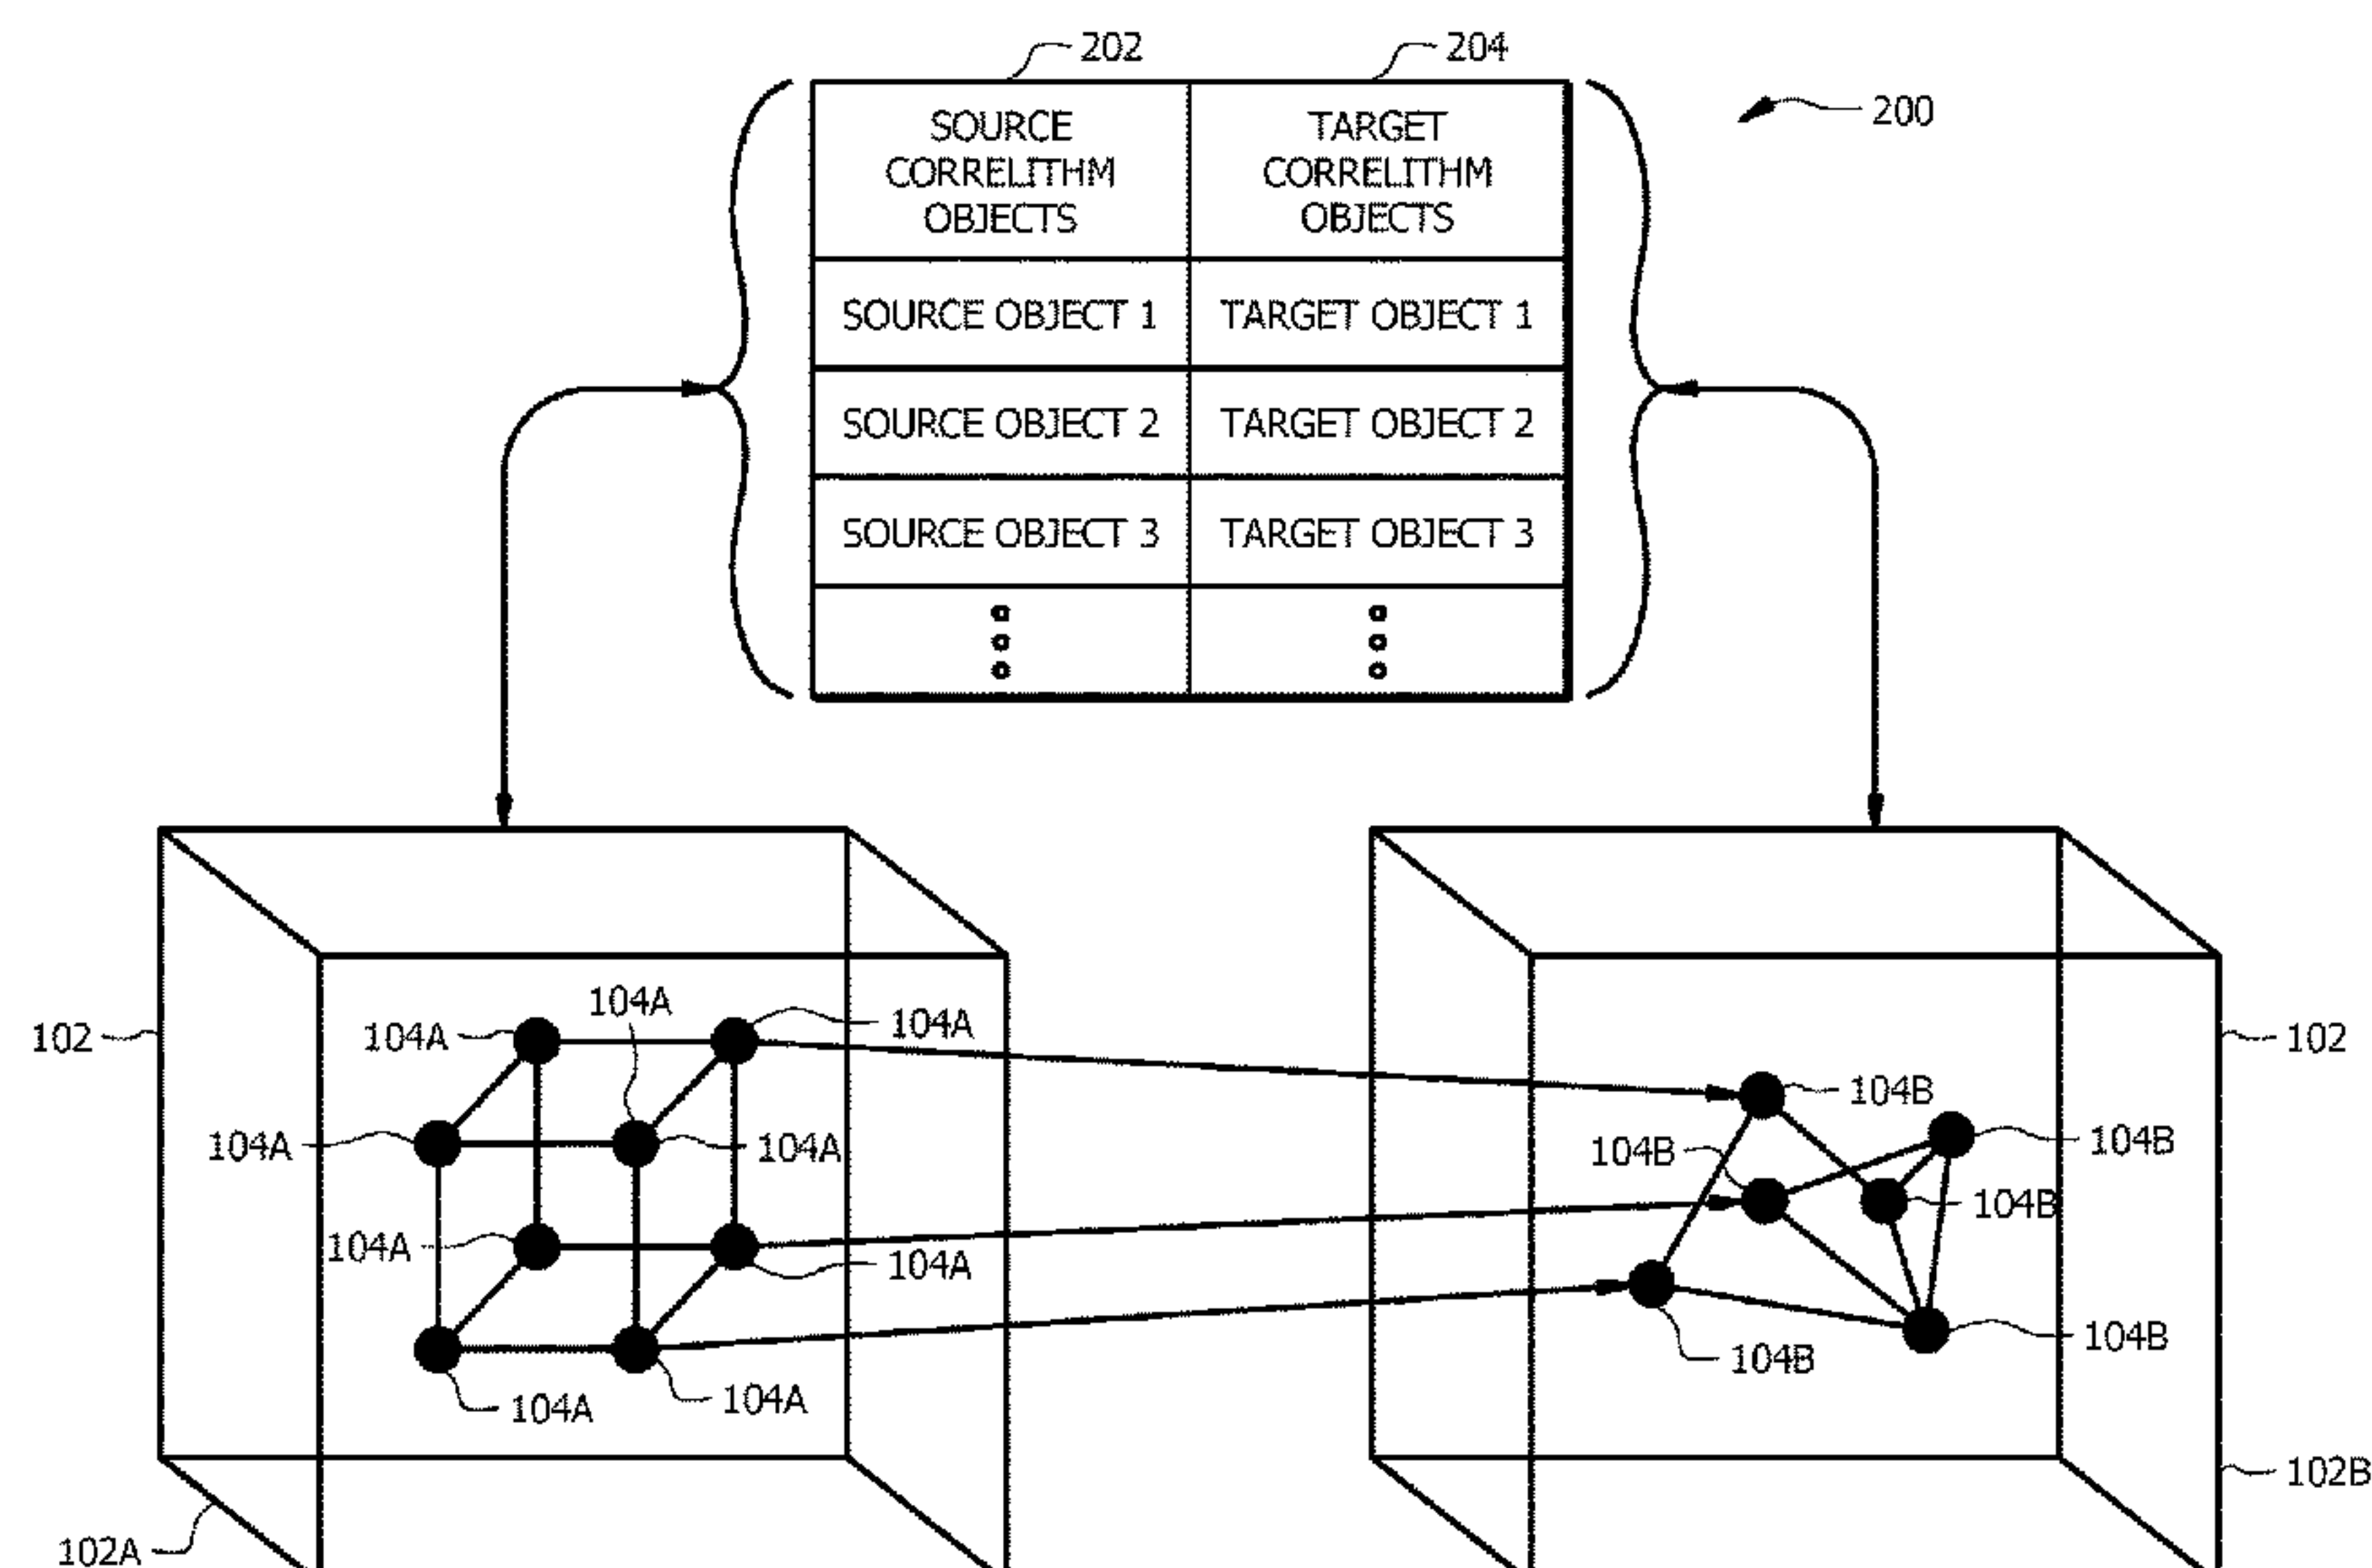 202
204
200
SOURCE
CORRELITHM
OBJECTS
TARGET
CORRELITHM
OBJECTS
SOURCE OBJECT 1
TARGET OBJECT 1
SOURCE OBJECT 2
TARGET OBJECT 2
SOURCE OBJECT 3
TARGET OBJECT 3
104A
104A
104A
102
102
104B
104B
104A
104A
104B
104B
104A
104A
104B
104B
104A
104A
102B
102A